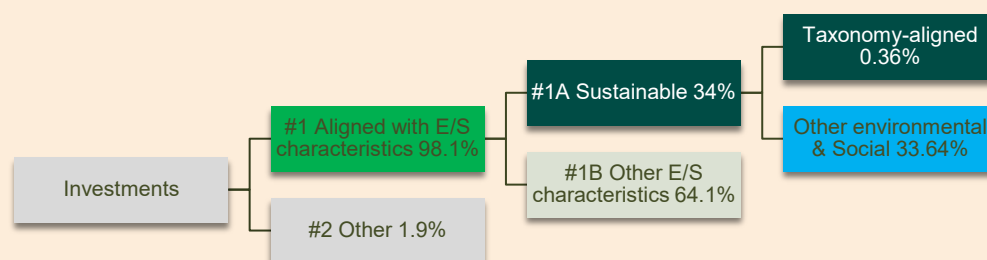 Investments
#1 Aligned with E/S
characteristics 98.1%
#2 Other 1.9%
#1A Sustainable 34%
#1B Other E/S
characteristics 64.1%
Taxonomy-aligned
0.36%
Other environmental
& Social 33.64%